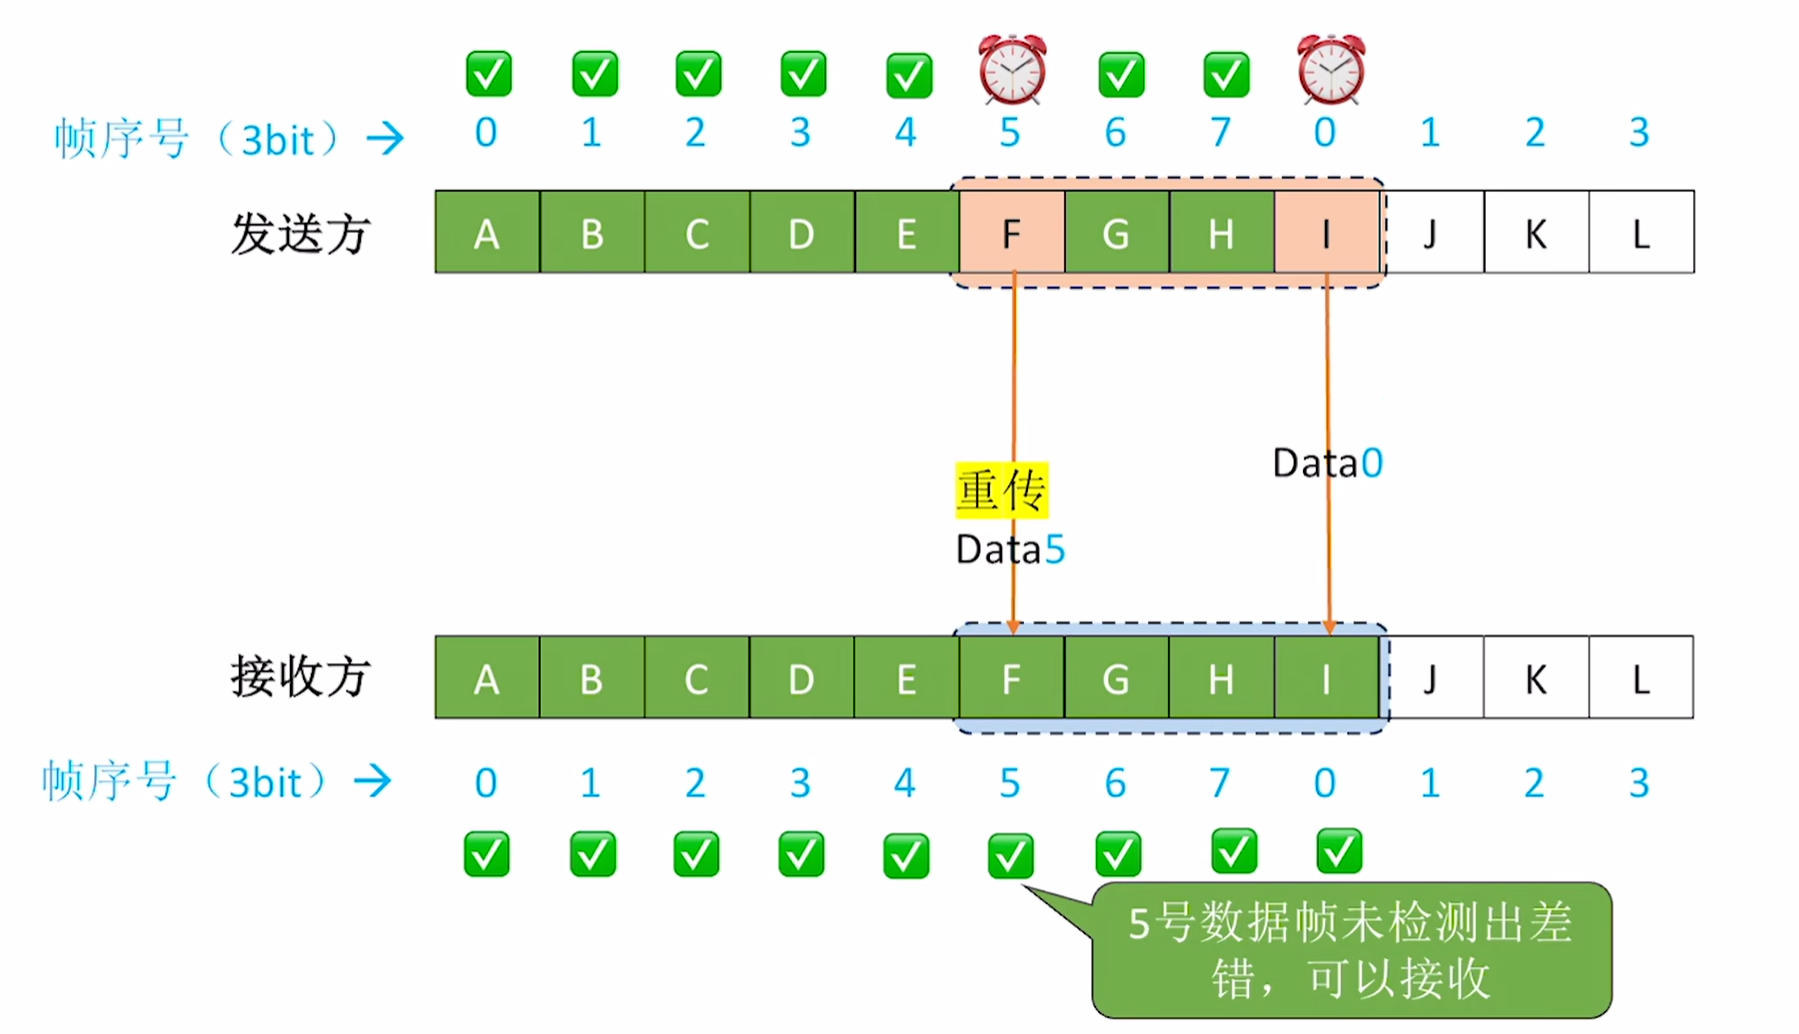 帧序号（3bit）→ 0 1 2 3 4 5 6 7 0 1 2 3
发送方 A B C D E F G H I J K L
Data0
重传
Data5
接收方 A B C D E F G H I J K L
帧序号（3bit）→ 0 1 2 3 4 5 6 7 0 1 2 3
5号数据帧未检测出差
错，可以接收